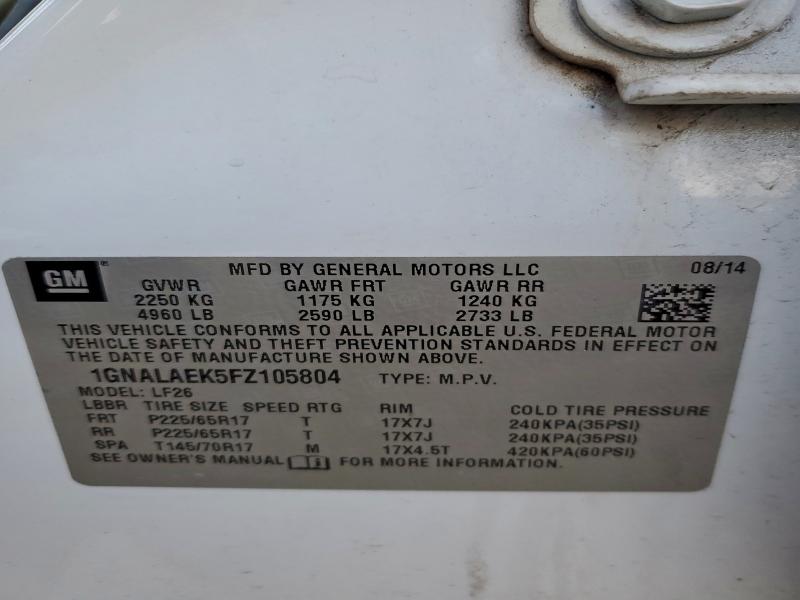 GM ® MFD BY GENERAL MOTORS LLC 08/14
GVWR GAWR FRT GAWR RR
2250 KG 1175 KG 1240 KG
4960 LB 2590 LB 2733 LB
THIS VEHICLE CONFORMS TO ALL APPLICABLE U.S. FEDERAL MOTOR
VEHICLE SAFETY AND THEFT PREVENTION STANDARDS IN EFFECT ON
THE DATE OF MANUFACTURE SHOWN ABOVE.
1GNALAEK5FZ105804 TYPE: M.P.V.
MODEL: LF26
LBBR TIRE SIZE SPEED RTG RIM COLD TIRE PRESSURE
FRT P225/65R17 T 17X7J 240KPA(35PSI)
RR P225/65R17 T 17X7J 240KPA(35PSI)
SPA T145/70R17 M 17X4.5T 420KPA(60PSI)
SEE OWNER'S MANUAL FOR MORE INFORMATION.